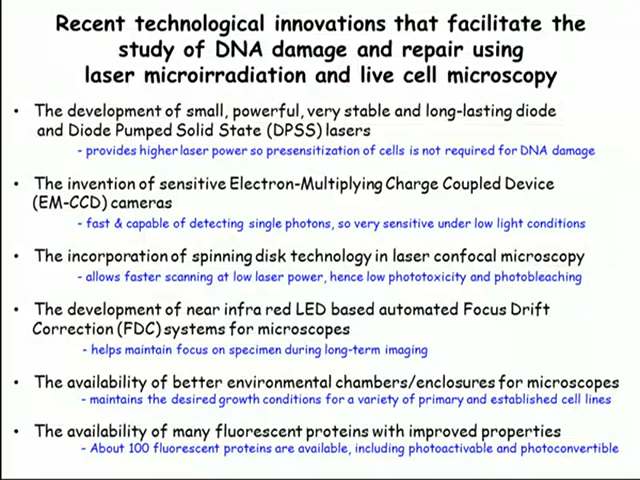 Recent technological innovations that facilitate the
study of DNA damage and repair using
laser microirradiation and live cell microscopy
• The development of small, powerful, very stable and long-lasting diode
and Diode Pumped Solid State (DPSS) lasers
- provides higher laser power so presensitization of cells is not required for DNA damage
• The invention of sensitive Electron-Multiplying Charge Coupled Device
(EM-CCD) cameras
- fast & capable of detecting single photons, so very sensitive under low light conditions
• The incorporation of spinning disk technology in laser confocal microscopy
- allows faster scanning at low laser power, hence low phototoxicity and photobleaching
• The development of near infra red LED based automated Focus Drift
Correction (FDC) systems for microscopes
- helps maintain focus on specimen during long-term imaging
• The availability of better environmental chambers/enclosures for microscopes
- maintains the desired growth conditions for a variety of primary and established cell lines
• The availability of many fluorescent proteins with improved properties
- About 100 fluorescent proteins are available, including photoactivable and photoconvertible